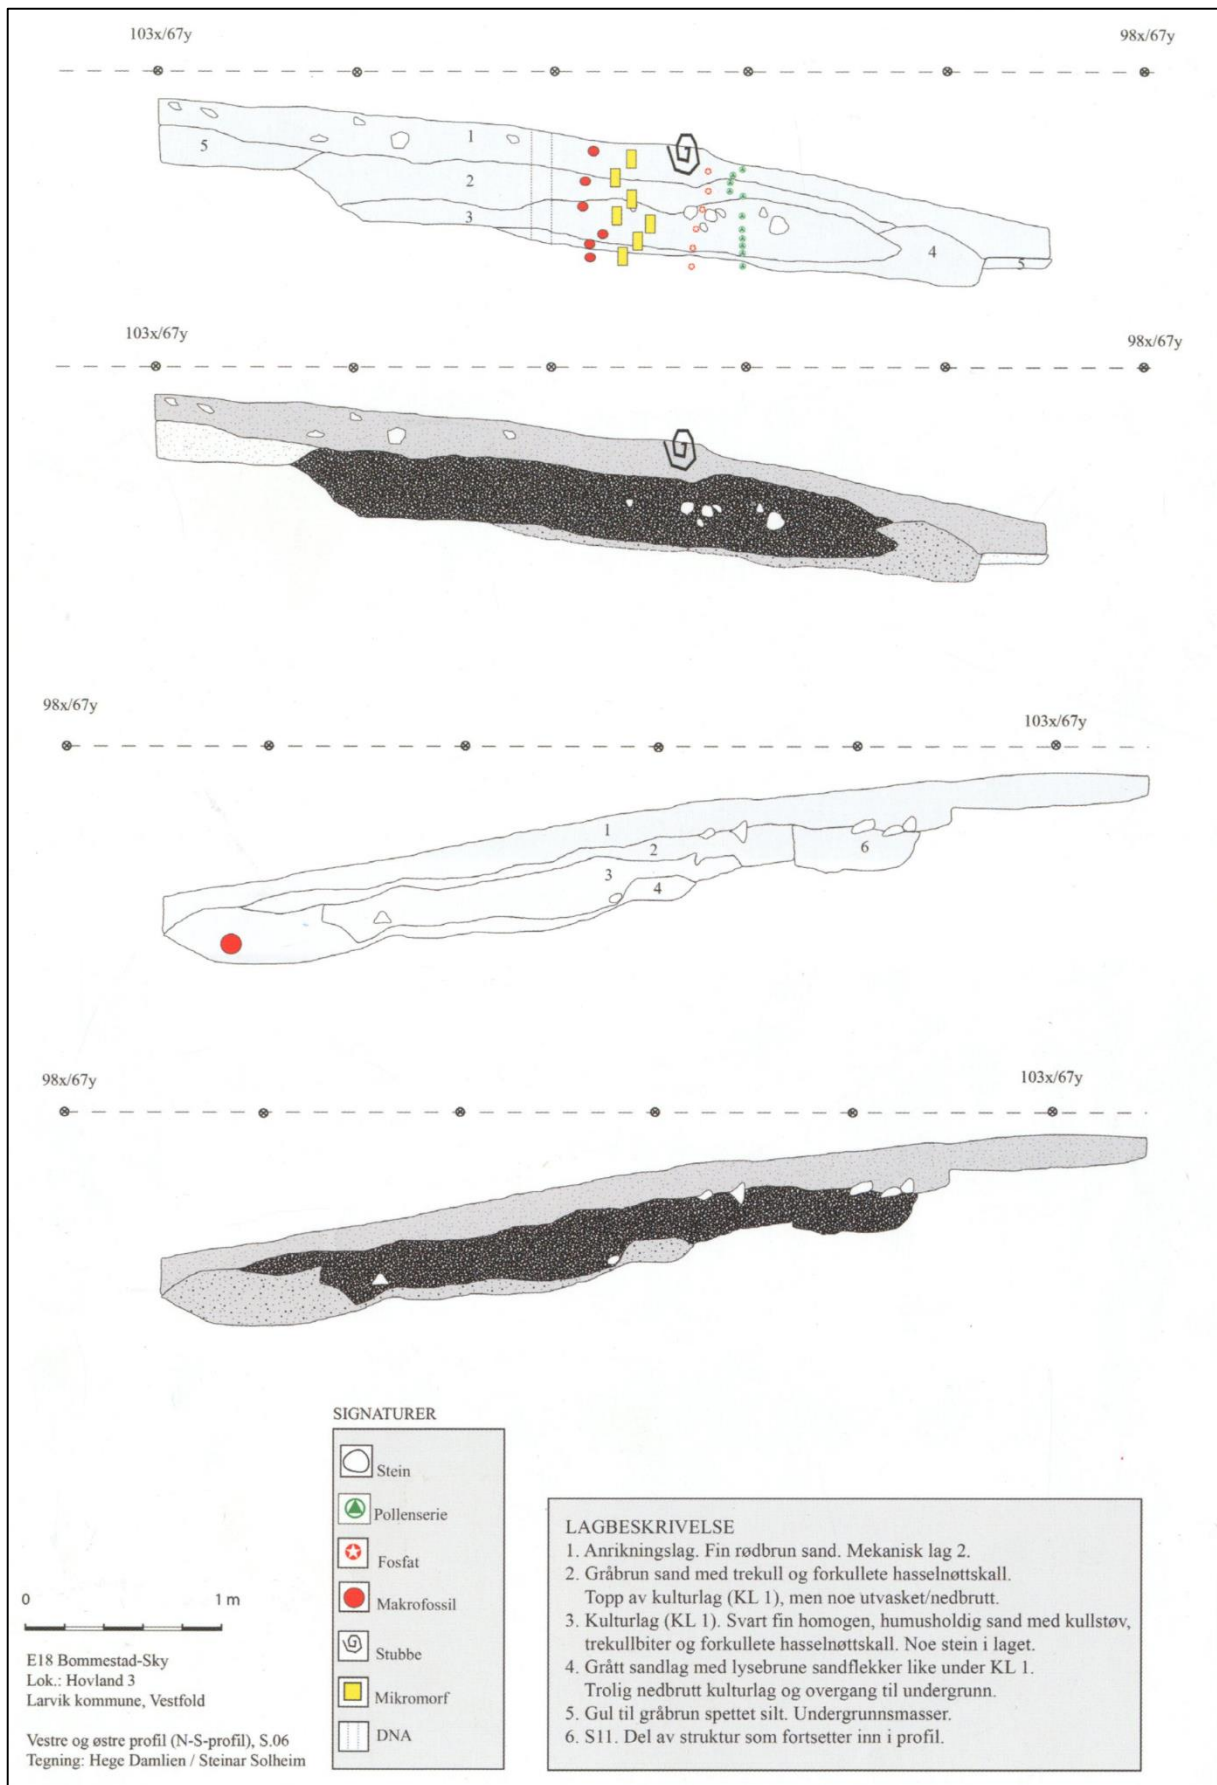 103x/67y 98x/67y
1
5
2
3
4
5
103x/67y 98x/67y
98x/67y 103x/67y
1
2
6
3
4
98x/67y 103x/67y
SIGNATURER
Stein
Pollenserie
Fosfat
Makrofossil
Stubbe
Mikromorf
DNA
0 1 m
E18 Bommestad-Sky
Lok.: Hovland 3
Larvik kommune, Vestfold
Vestre og østre profil (N-S-profil), S.06
Tegning: Hege Damlien / Steinar Solheim
LAGBESKRIVELSE
1. Anrikningslag. Fin rødbrun sand. Mekanisk lag 2.
2. Gråbrun sand med trekull og forkullete hasselnøttskall.
Topp av kulturlag (KL 1), men noe utvasket/nedbrutt.
3. Kulturlag (KL 1). Svart fin homogen, humusholdig sand med kullstøv,
trekullbiter og forkullete hasselnøttskall. Noe stein i laget.
4. Grått sandlag med lysebrune sandflekker like under KL 1.
Trolig nedbrutt kulturlag og overgang til undergrunn.
5. Gul til gråbrun spettet silt. Undergrunnsmasser.
6. S11. Del av struktur som fortsetter inn i profil.